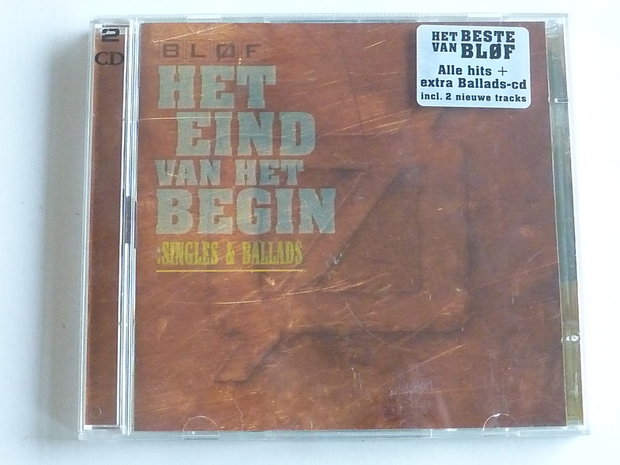 2
CD
BLØF
HET
EIND
VAN HET
BEGIN
:SINGLES & BALLADS
HET BESTE
VAN BLØF
Alle hits +
extra Ballads-cd
incl. 2 nieuwe tracks